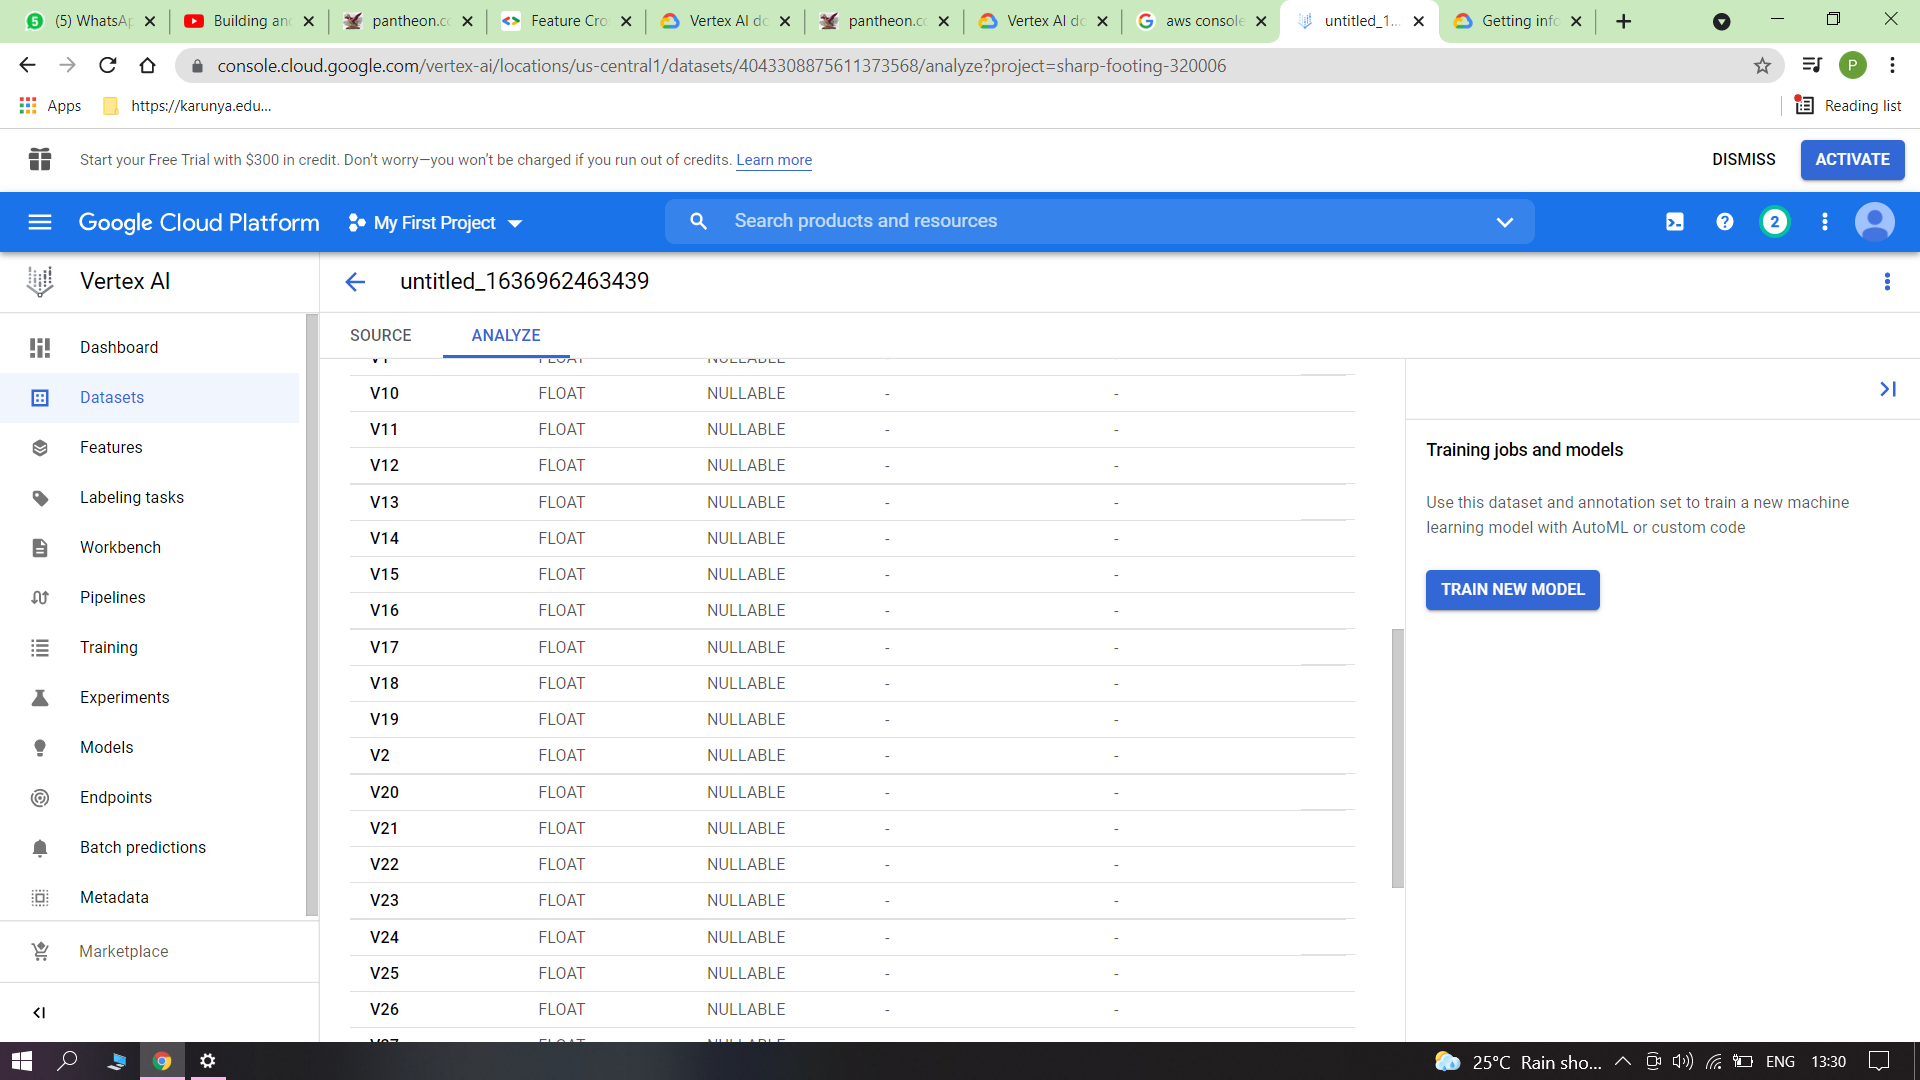 5 (5) WhatsAp
Building an
pantheon.co
Feature Cro
Vertex AI do
pantheon.co
Vertex AI do
aws console
untitled_1...
Getting info
console.cloud.google.com/vertex-ai/locations/us-central1/datasets/4043308875611373568/analyze?project=sharp-footing-320006
P
Apps
https://karunya.edu...
Reading list
Start your Free Trial with $300 in credit. Don't worry—you won't be charged if you run out of credits. Learn more
DISMISS
ACTIVATE
Google Cloud Platform
My First Project
Search products and resources
2
Vertex AI
untitled_1636962463439
SOURCE
ANALYZE
Dashboard
Datasets
Features
Labeling tasks
Workbench
Pipelines
Training
Experiments
Models
Endpoints
Batch predictions
Metadata
Marketplace
V1 FLOAT NULLABLE - -
V10 FLOAT NULLABLE - -
V11 FLOAT NULLABLE - -
V12 FLOAT NULLABLE - -
V13 FLOAT NULLABLE - -
V14 FLOAT NULLABLE - -
V15 FLOAT NULLABLE - -
V16 FLOAT NULLABLE - -
V17 FLOAT NULLABLE - -
V18 FLOAT NULLABLE - -
V19 FLOAT NULLABLE - -
V2 FLOAT NULLABLE - -
V20 FLOAT NULLABLE - -
V21 FLOAT NULLABLE - -
V22 FLOAT NULLABLE - -
V23 FLOAT NULLABLE - -
V24 FLOAT NULLABLE - -
V25 FLOAT NULLABLE - -
V26 FLOAT NULLABLE - -
V27 FLOAT NULLABLE
Training jobs and models
Use this dataset and annotation set to train a new machine
learning model with AutoML or custom code
TRAIN NEW MODEL
25°C Rain sho...
ENG
13:30